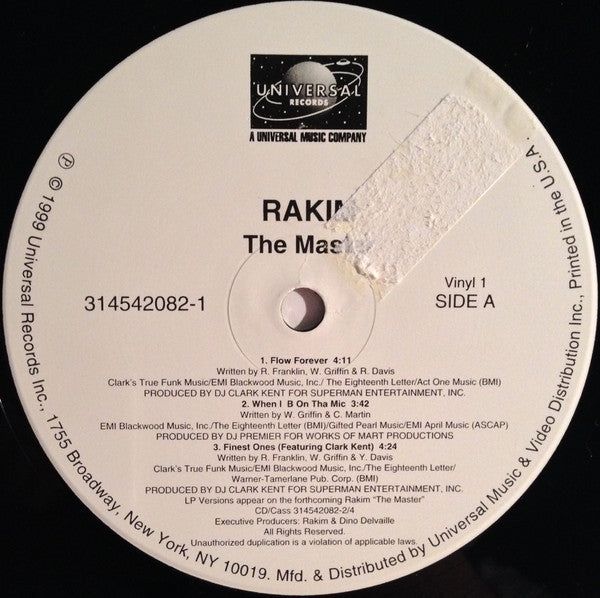 UNIVERSAL
RECORDS
A UNIVERSAL MUSIC COMPANY
RAKIM
The Master
314542082-1
Vinyl 1
SIDE A
1. Flow Forever 4:11
Written by R. Franklin, W. Griffin & R. Davis
Clark's True Funk Music/EMI Blackwood Music, Inc./ The Eighteenth Letter/Act One Music (BMI)
PRODUCED BY DJ CLARK KENT FOR SUPERMAN ENTERTAINMENT, INC.
2. When I B On Tha Mic 3:42
Written by W. Griffin & C. Martin
EMI Blackwood Music, Inc./The Eighteenth Letter (BMI)/Gifted Pearl Music/EMI April Music (ASCAP)
PRODUCED BY DJ PREMIER FOR WORKS OF MART PRODUCTIONS
3. Finest Ones (Featuring Clark Kent) 4:24
Written by R. Franklin, W. Griffin & Y. Davis
Clark's True Funk Music/EMI Blackwood Music, Inc./The Eighteenth Letter/
Warner-Tamerlane Pub. Corp. (BMI)
PRODUCED BY DJ CLARK KENT FOR SUPERMAN ENTERTAINMENT, INC.
LP Versions appear on the forthcoming Rakim "The Master"
CD/Cass 314542082-2/4
Executive Producers: Rakim & Dino Delvaille
All Rights Reserved.
Unauthorized duplication is a violation of applicable laws.
℗ © 1999 Universal Records Inc., 1755 Broadway, New York, NY 10019. Mfd. & Distributed by Universal Music & Video Distribution Inc., Printed in the U.S.A.